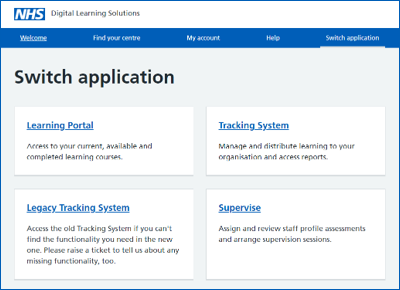 NHS Digital Learning Solutions
Welcome Find your centre My account Help Switch application
Switch application
Learning Portal
Access to your current, available and
completed learning courses.
Tracking System
Manage and distribute learning to your
organisation and access reports.
Legacy Tracking System
Access the old Tracking System if you can't
find the functionality you need in the new
one. Please raise a ticket to tell us about any
missing functionality, too.
Supervise
Assign and review staff profile assessments
and arrange supervision sessions.